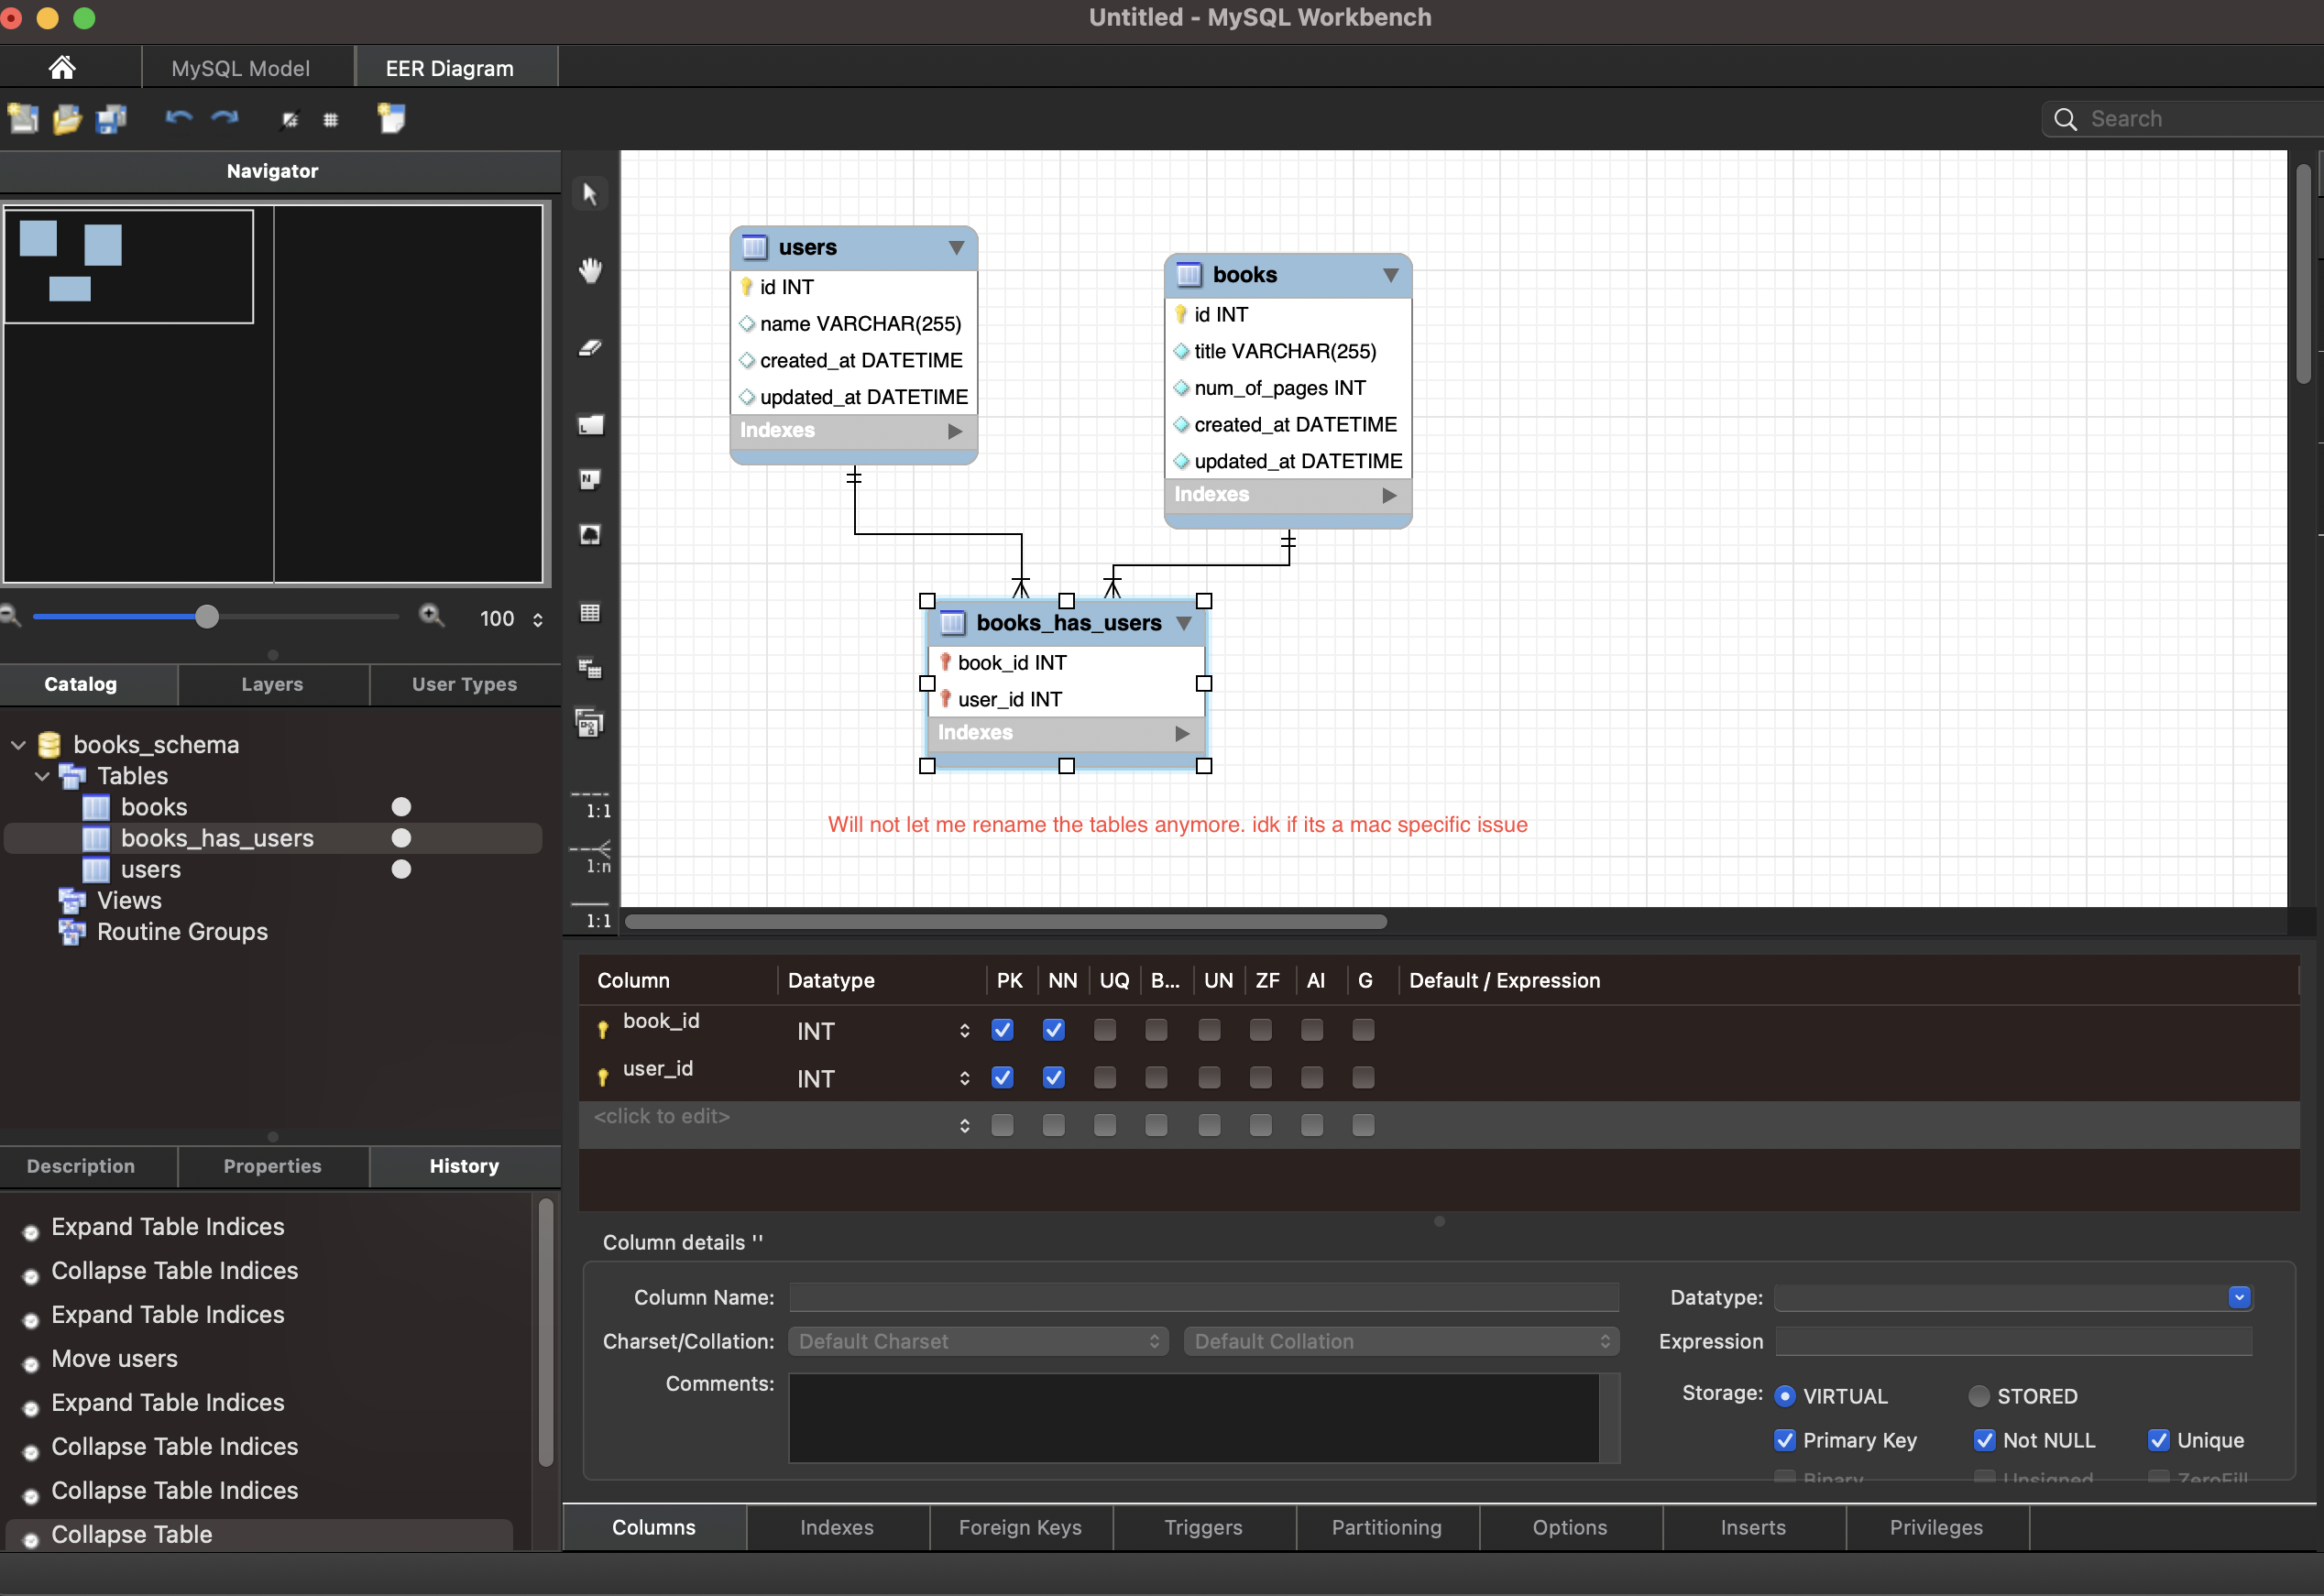 Untitled - MySQL Workbench
MySQL Model
EER Diagram
Search
Navigator
users
id INT
name VARCHAR(255)
created_at DATETIME
updated_at DATETIME
Indexes
books
id INT
title VARCHAR(255)
num_of_pages INT
created_at DATETIME
updated_at DATETIME
Indexes
books_has_users
book_id INT
user_id INT
Indexes
Will not let me rename the tables anymore. idk if its a mac specific issue
1:1
1:n
1:1
100
Catalog
Layers
User Types
books_schema
Tables
books
books_has_users
users
Views
Routine Groups
Description
Properties
History
Expand Table Indices
Collapse Table Indices
Expand Table Indices
Move users
Expand Table Indices
Collapse Table Indices
Collapse Table Indices
Collapse Table
Column Datatype PK NN UQ B... UN ZF AI G Default / Expression
book_id INT
user_id INT
<click to edit>
Column details ''
Column Name:
Datatype:
Charset/Collation: Default Charset Default Collation
Expression
Comments:
Storage: VIRTUAL STORED
Primary Key Not NULL Unique
Binary Unsigned ZeroFill
Columns
Indexes
Foreign Keys
Triggers
Partitioning
Options
Inserts
Privileges